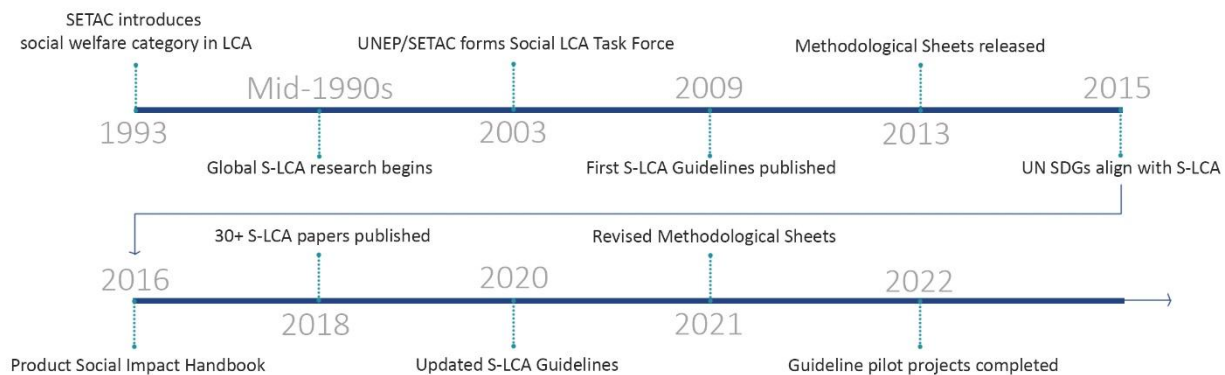 SETAC introduces
social welfare category in LCA
UNEP/SETAC forms Social LCA Task Force
Methodological Sheets released
Mid-1990s
2009
2015
1993
2003
2013
Global S-LCA research begins
First S-LCA Guidelines published
UN SDGs align with S-LCA
30+ S-LCA papers published
Revised Methodological Sheets
2016
2020
2022
2018
2021
Product Social Impact Handbook
Updated S-LCA Guidelines
Guideline pilot projects completed